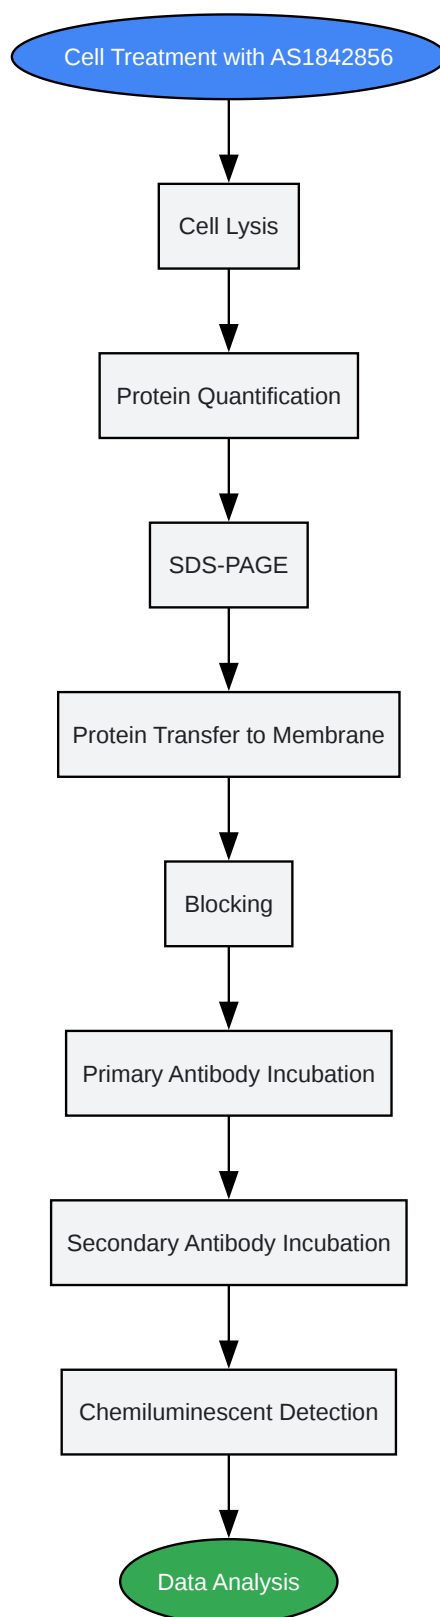 Cell Treatment with AS1842856
Cell Lysis
Protein Quantification
SDS-PAGE
Protein Transfer to Membrane
Blocking
Primary Antibody Incubation
Secondary Antibody Incubation
Chemiluminescent Detection
Data Analysis